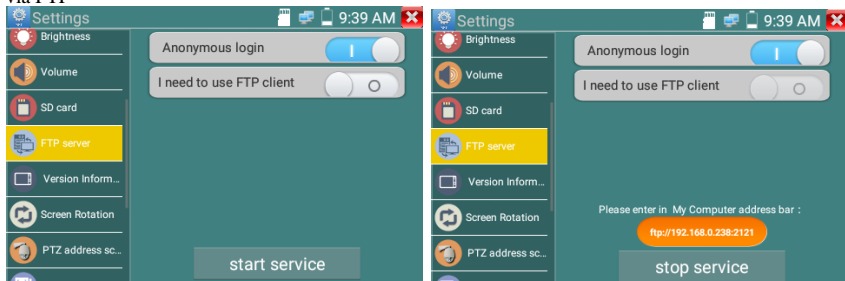 Settings
9:39 AM
Brightness
Volume
SD card
FTP server
Version Inform...
Screen Rotation
PTZ address sc...
Anonymous login
I need to use FTP client
start service
Settings
9:39 AM
Brightness
Volume
SD card
FTP server
Version Inform...
Screen Rotation
PTZ address sc...
Anonymous login
I need to use FTP client
Please enter in My Computer address bar :
ftp://192.168.0.238:2121
stop service